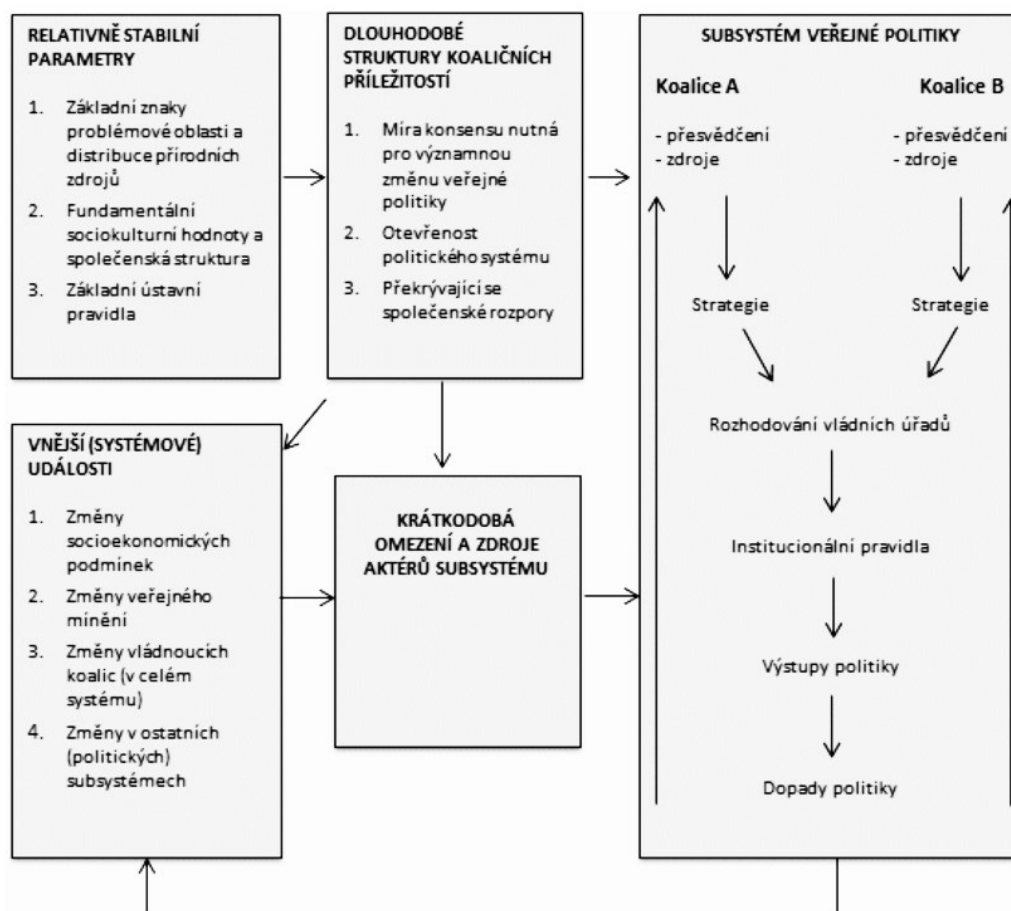 RELATIVNĚ STABILNÍ
PARAMETRY
1. Základní znaky
problémové oblasti a
distribuce přírodních
zdrojů
2. Fundamentální
sociokulturní hodnoty a
společenská struktura
3. Základní ústavní
pravidla
DLOUHODOBÉ
STRUKTURY KOALIČNÍCH
PŘÍLEŽITOSTÍ
1. Míra konsensu nutná
pro významnou
změnu veřejné
politiky
2. Otevřenost
politického systému
3. Překrývající se
společenské rozpory
SUBSYSTÉM VEŘEJNÉ POLITIKY
Koalice A
- přesvědčení
- zdroje
Koalice B
- přesvědčení
- zdroje
Strategie
Strategie
Rozhodování vládních úřadů
Institucionální pravidla
Výstupy politiky
Dopady politiky
VNĚJŠÍ (SYSTÉMOVÉ)
UDÁLOSTI
1. Změny
socioekonomických
podmínek
2. Změny veřejného
mínění
3. Změny vládnoucích
koalic (v celém
systému)
4. Změny v ostatních
(politických)
subsystémech
KRÁTKODOBÁ
OMEZENÍ A ZDROJE
AKTÉRŮ SUBSYSTÉMU